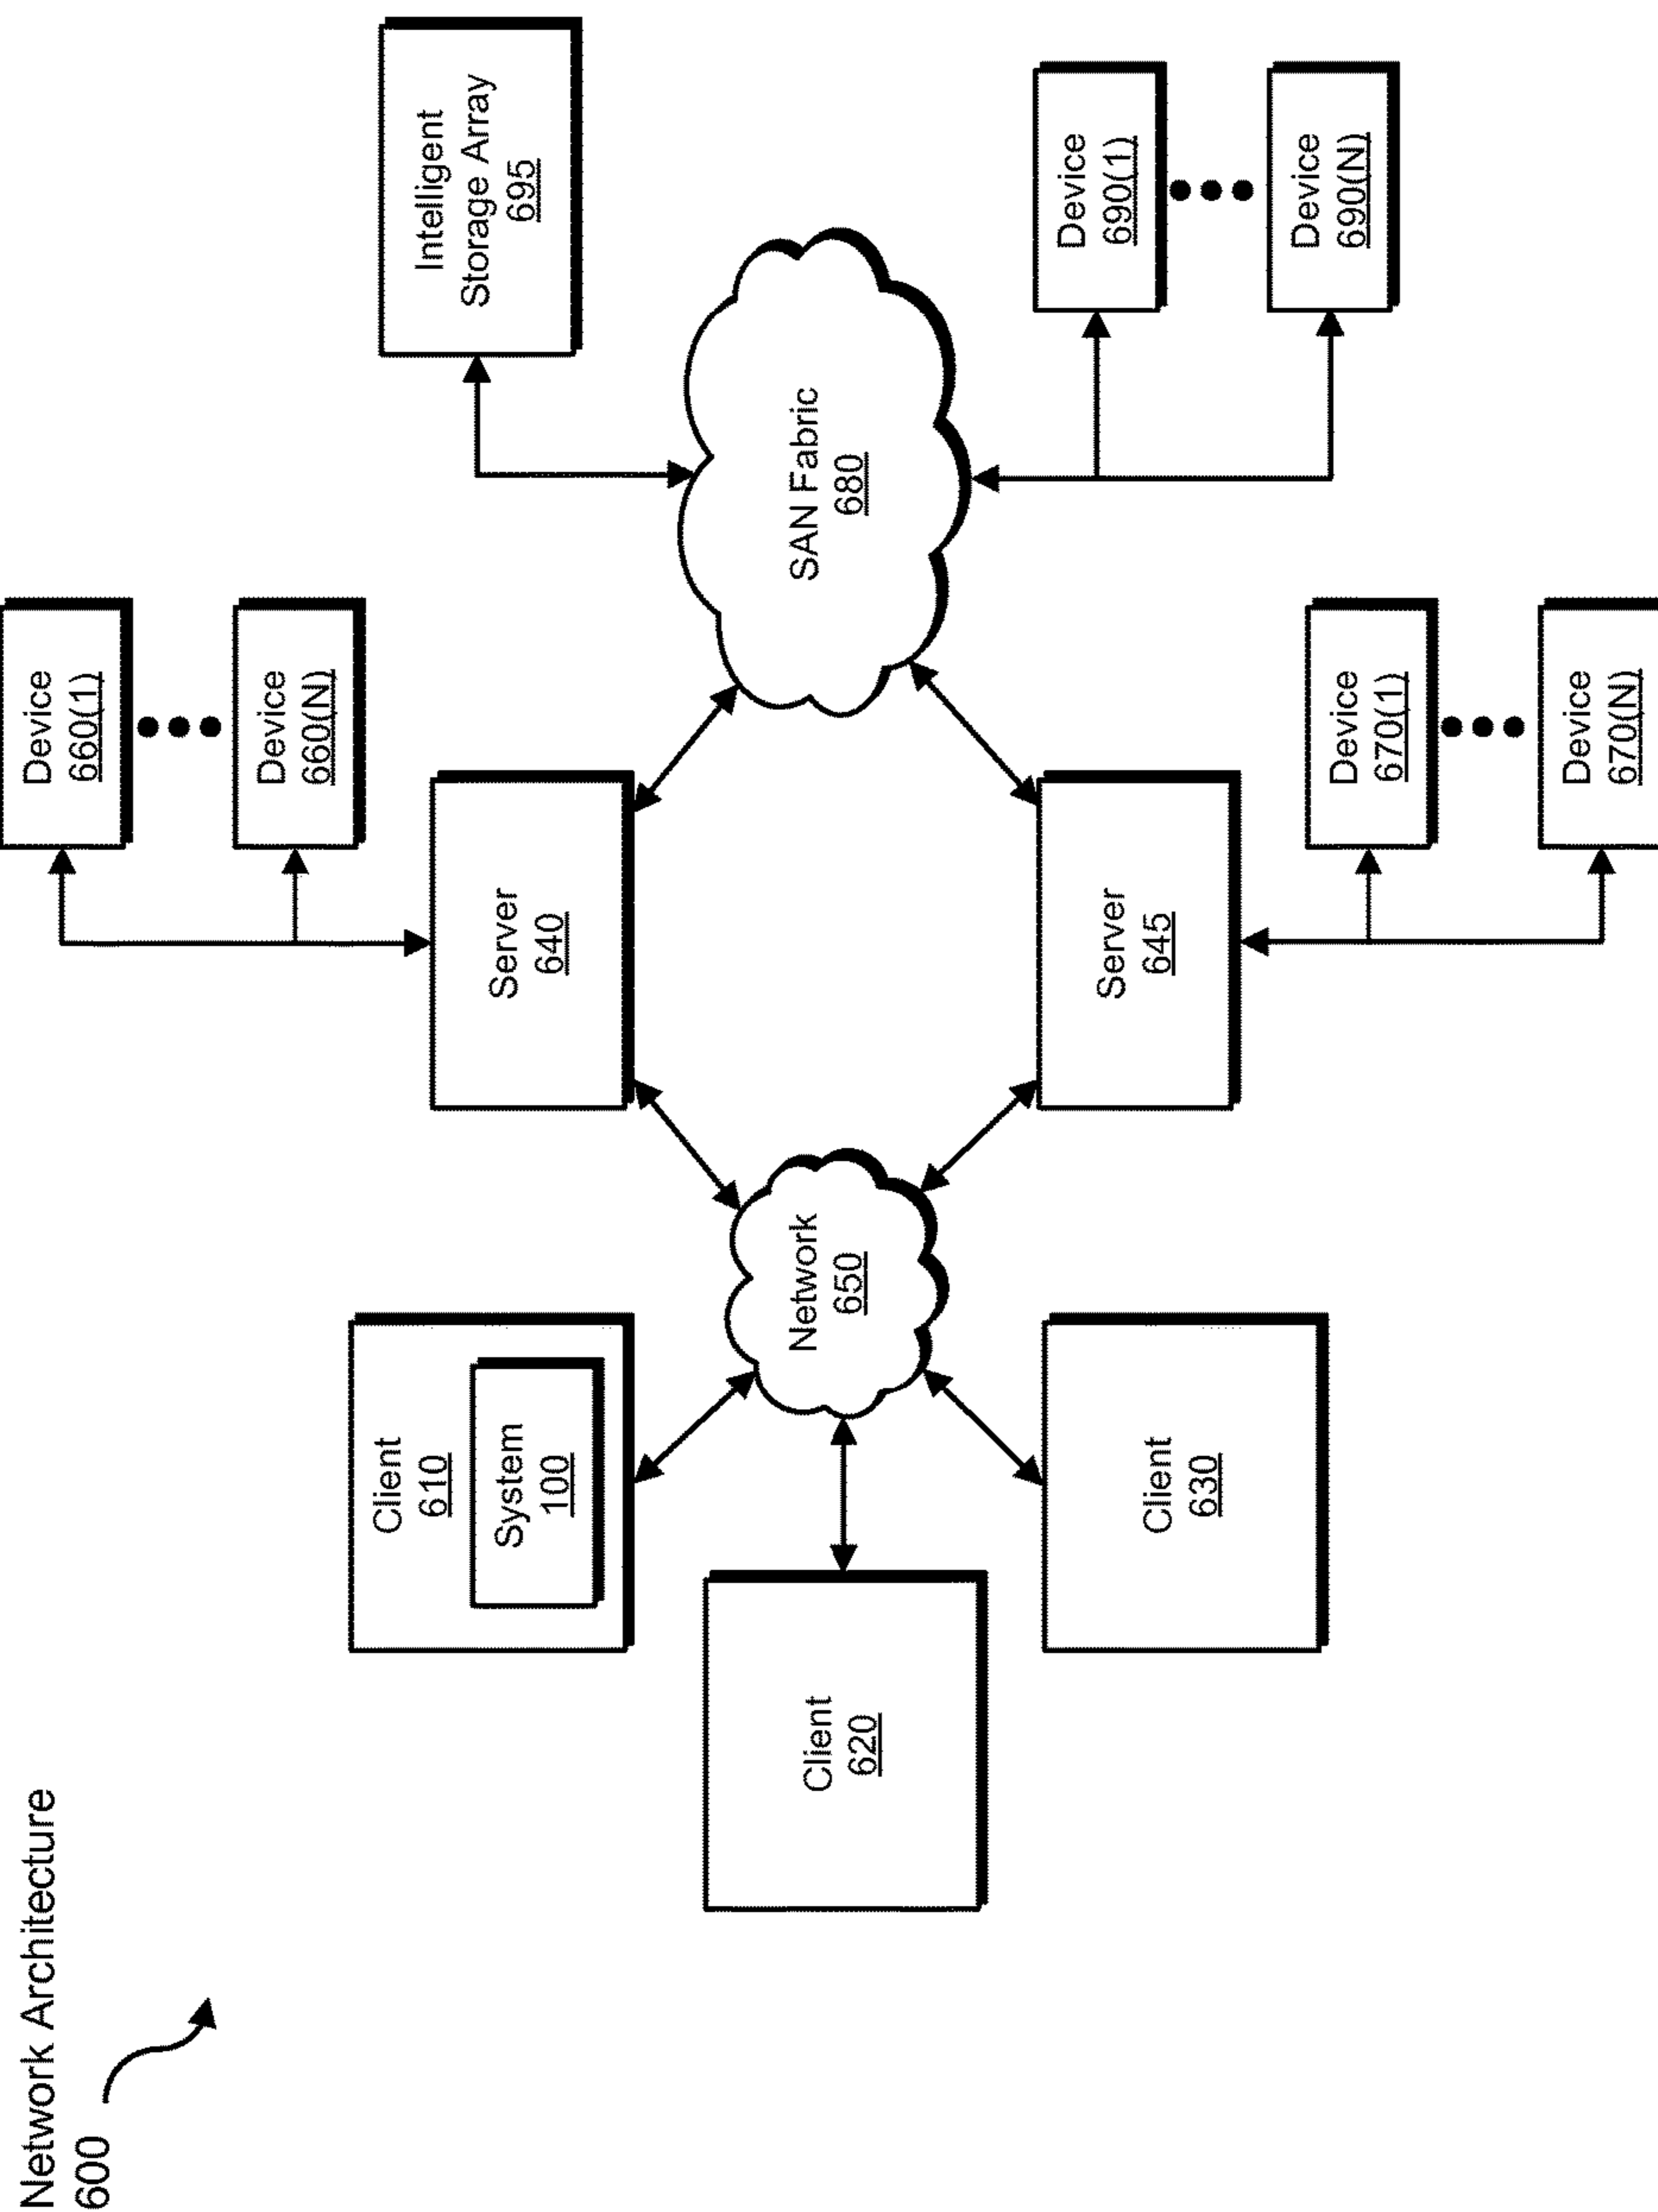 Network Architecture
600
Device
660(1)
Device
660(N)
Intelligent
Storage Array
695
Client
610
System
100
Server
640
Client
620
Network
650
SAN Fabric
680
Client
630
Server
645
Device
690(1)
Device
690(N)
Device
670(1)
Device
670(N)